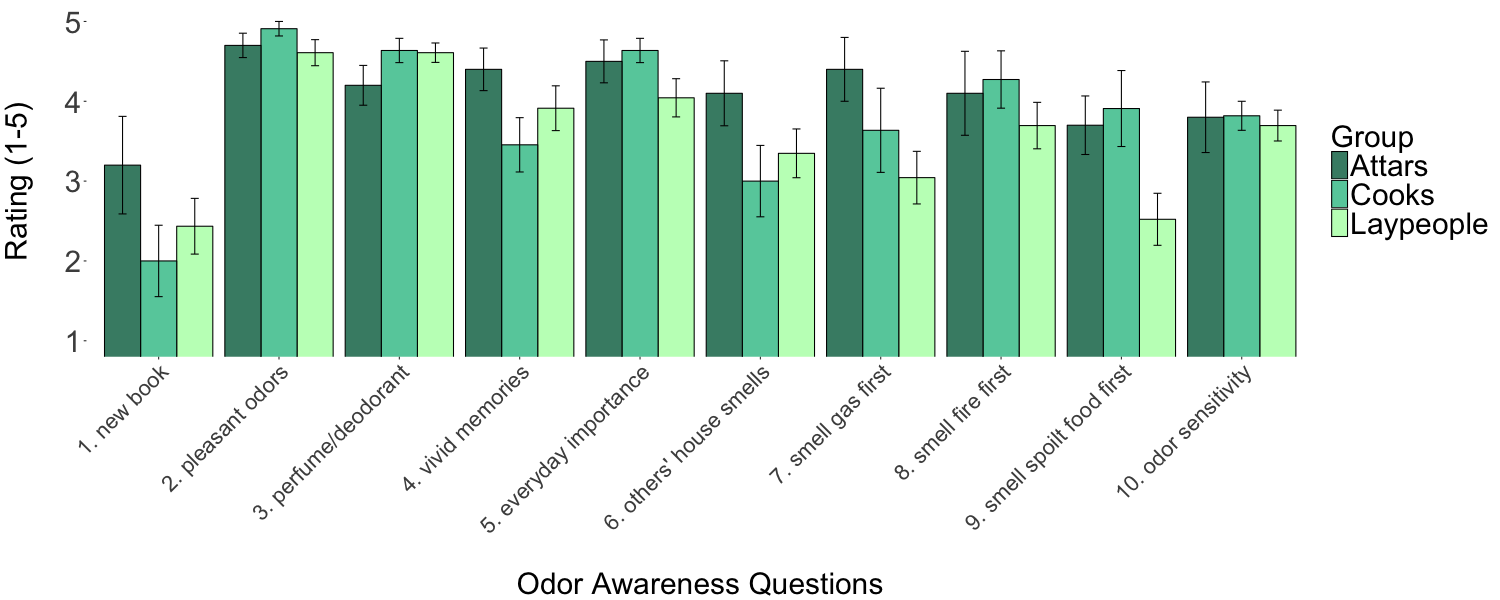 Rating (1-5)
5
4
3
2
1
1. new book
2. pleasant odors
3. perfume/deodorant
4. vivid memories
5. everyday importance
6. others' house smells
7. smell gas first
8. smell fire first
9. smell spoilt food first
10. odor sensitivity
Odor Awareness Questions
Group
Attars
Cooks
Laypeople